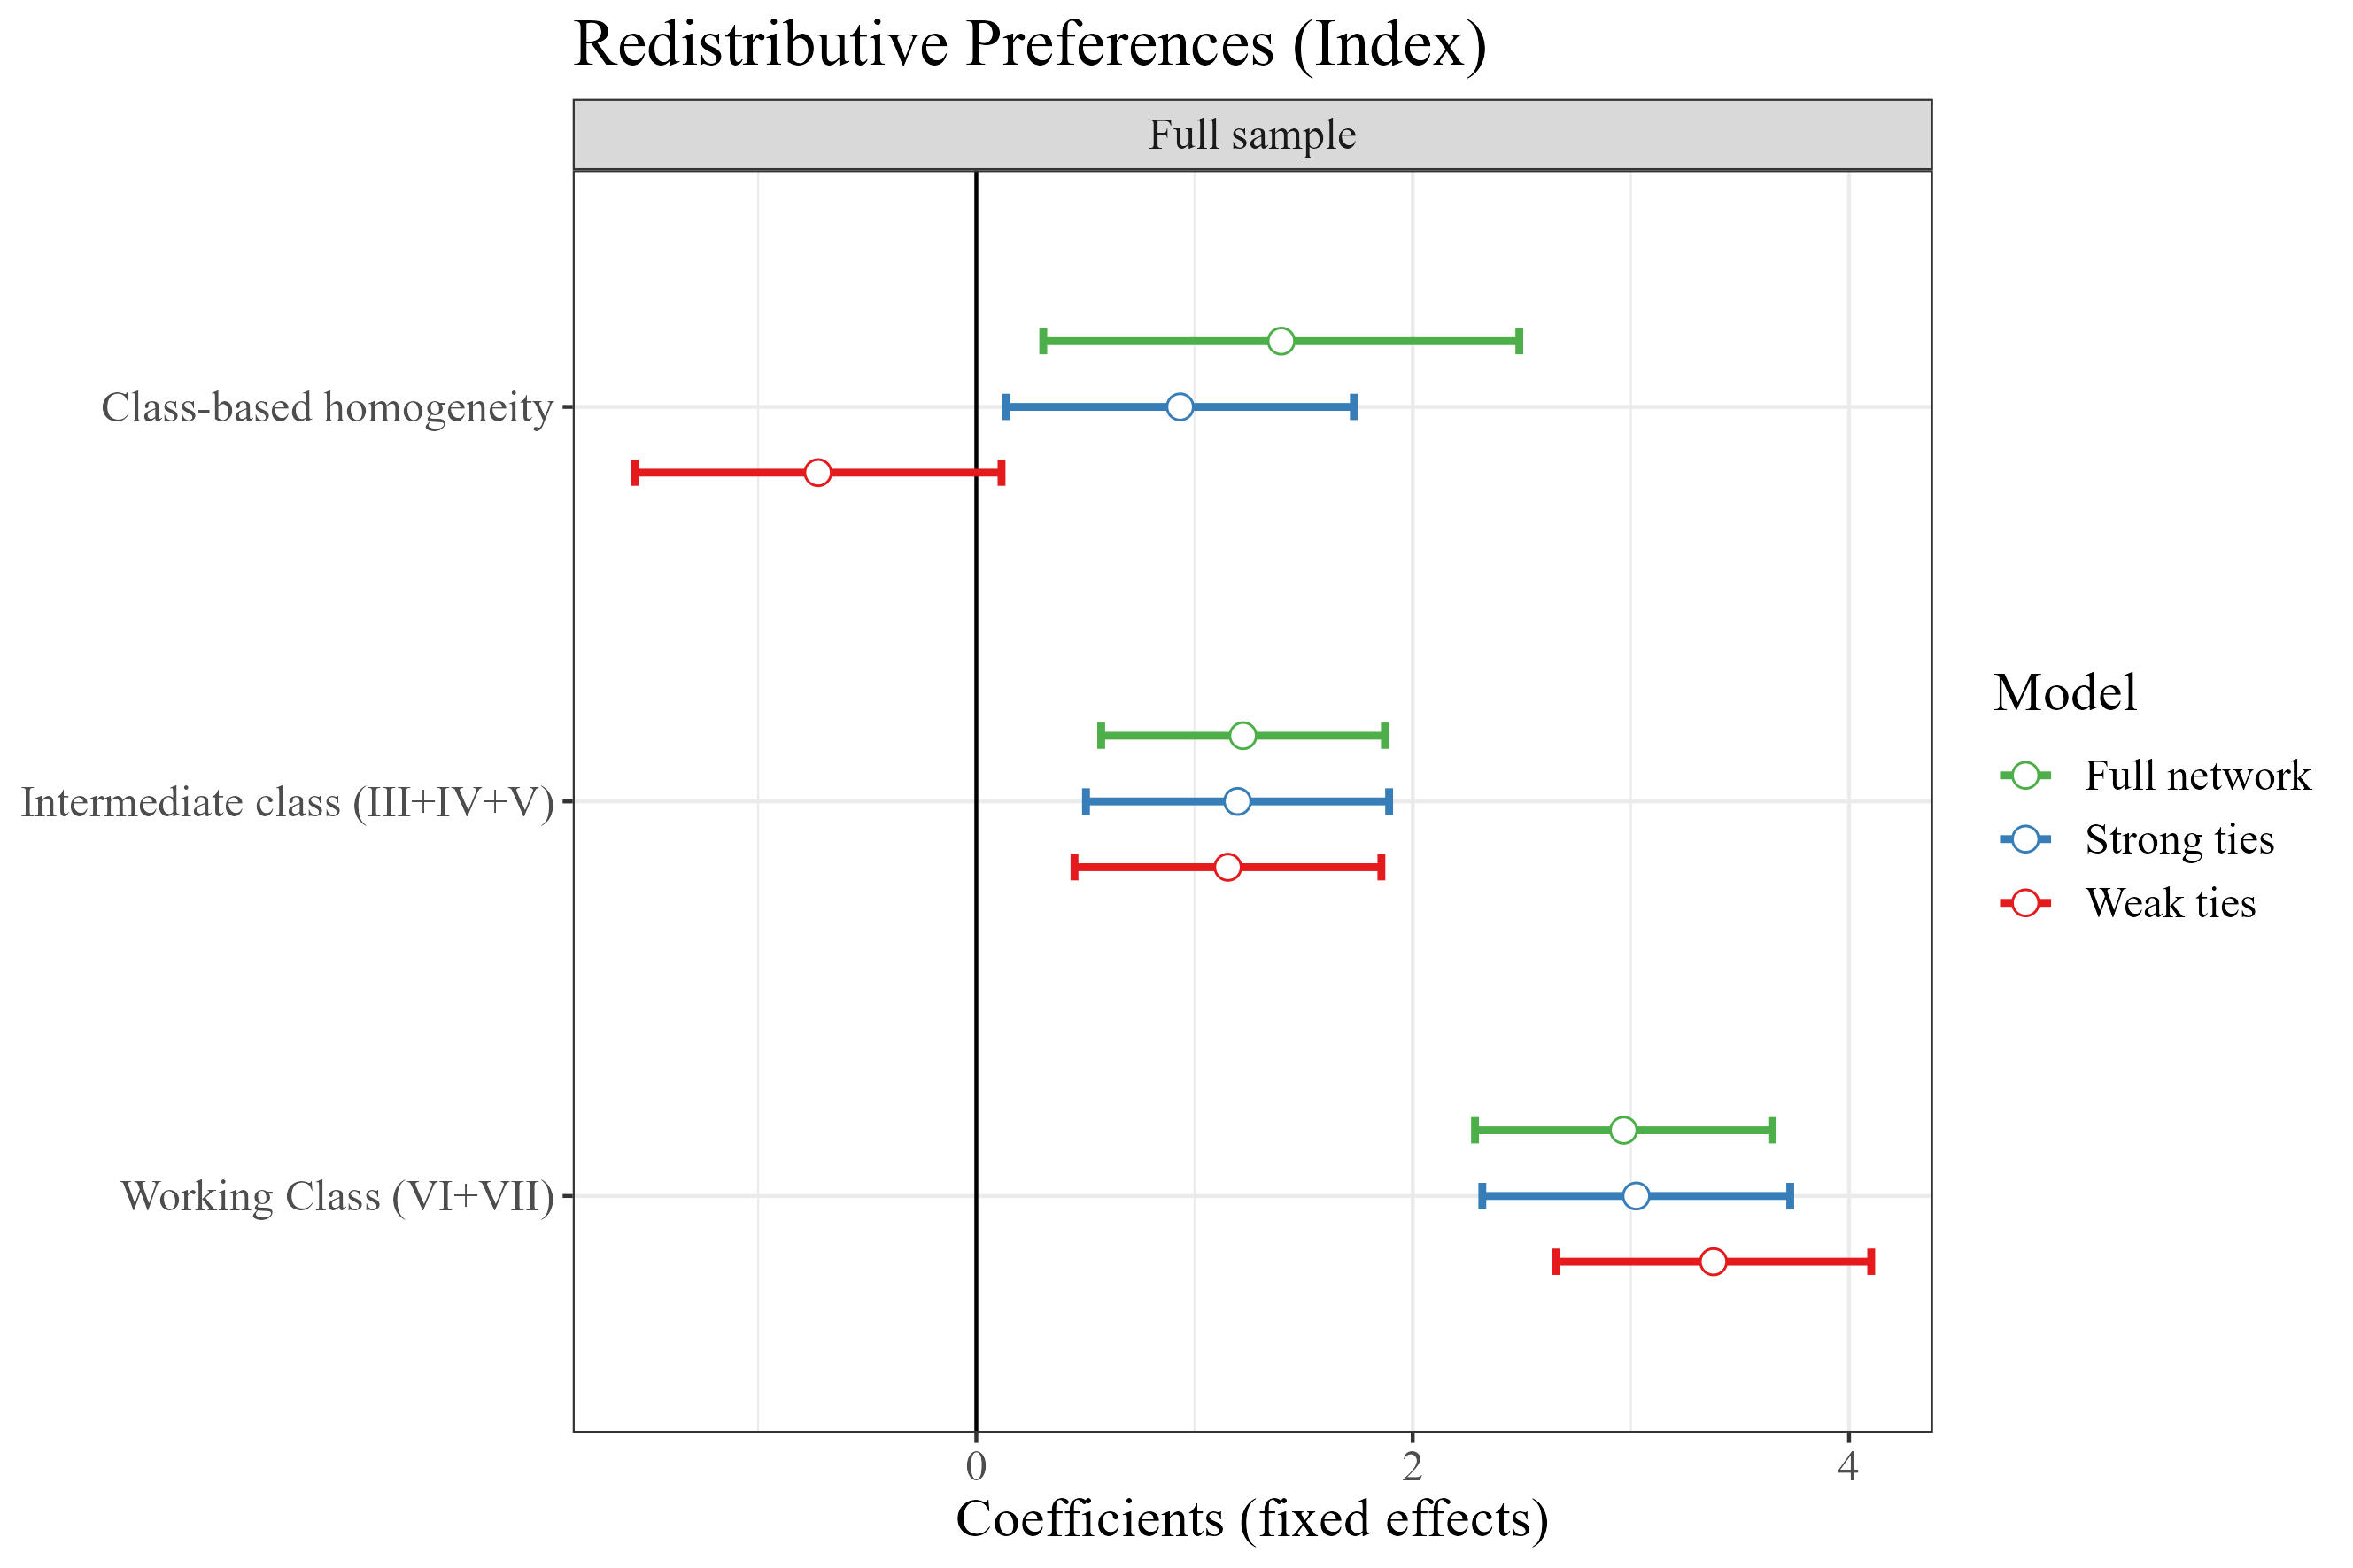 Redistributive Preferences (Index)
Full sample
Class-based homogeneity
Intermediate class (III+IV+V)
Working Class (VI+VII)
0
2
4
Coefficients (fixed effects)
Model
Full network
Strong ties
Weak ties